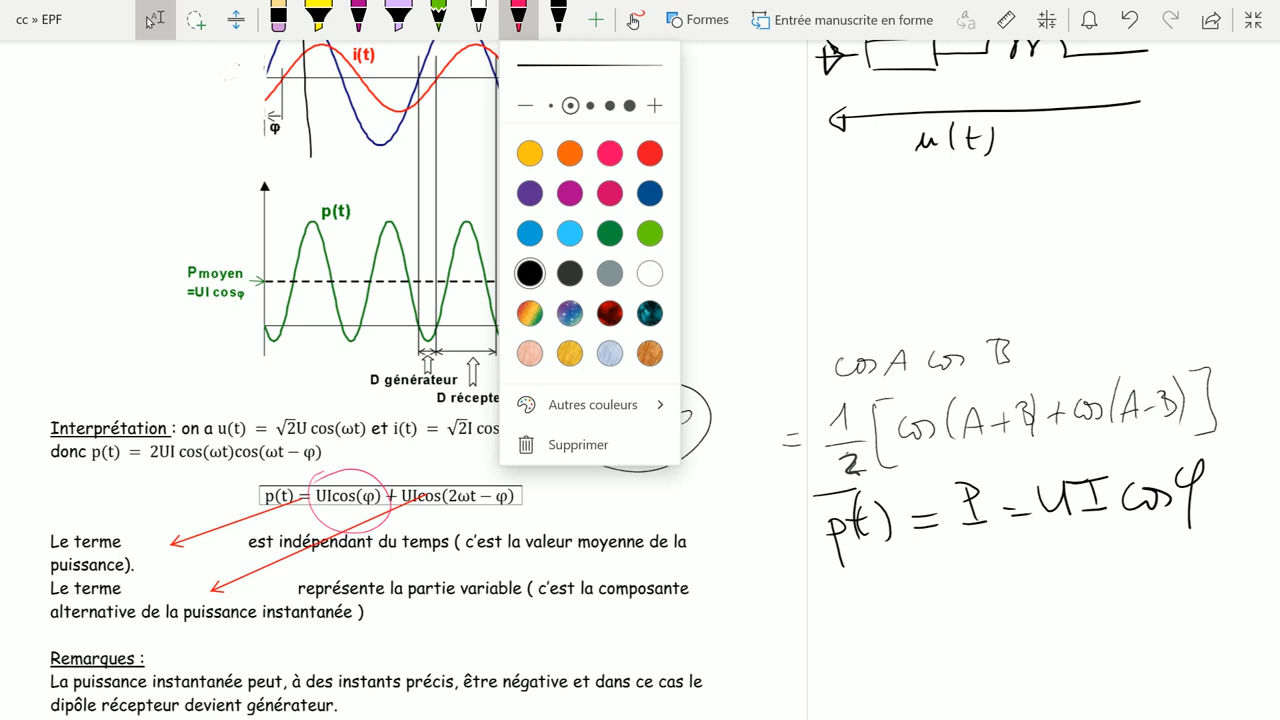 cc » EPF
Formes
Entrée manuscrite en forme
i(t)
φ
p(t)
P moyen
=UI cosφ
D générateur
D récepte
Autres couleurs
Supprimer
Interprétation : on a u(t) = √2U cos(ωt) et i(t) = √2I cos
donc p(t) = 2UI cos(ωt)cos(ωt − φ)
p(t) = UIcos(φ) + UIcos(2ωt − φ)
Le terme est indépendant du temps ( c’est la valeur moyenne de la
puissance).
Le terme représente la partie variable ( c’est la composante
alternative de la puissance instantanée )
Remarques :
La puissance instantanée peut, à des instants précis, être négative et dans ce cas le
dipôle récepteur devient générateur.
u(t)
cos A cos B
= 1/2 [cos(A+B)+cos(A-B)]
p(t) = P = UI cos φ